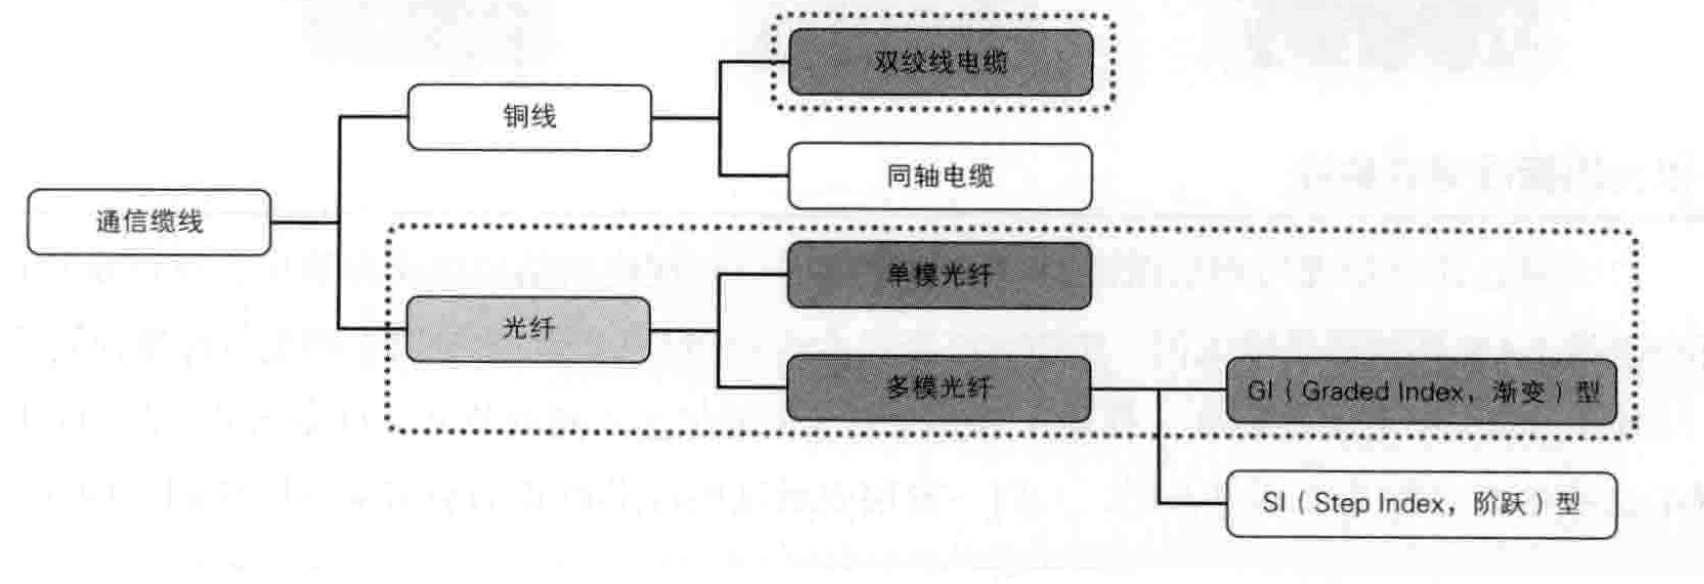 双绞线电缆
铜线
同轴电缆
通信缆线
单模光纤
光纤
多模光纤
GI（Graded Index，渐变）型
SI（Step Index，阶跃）型